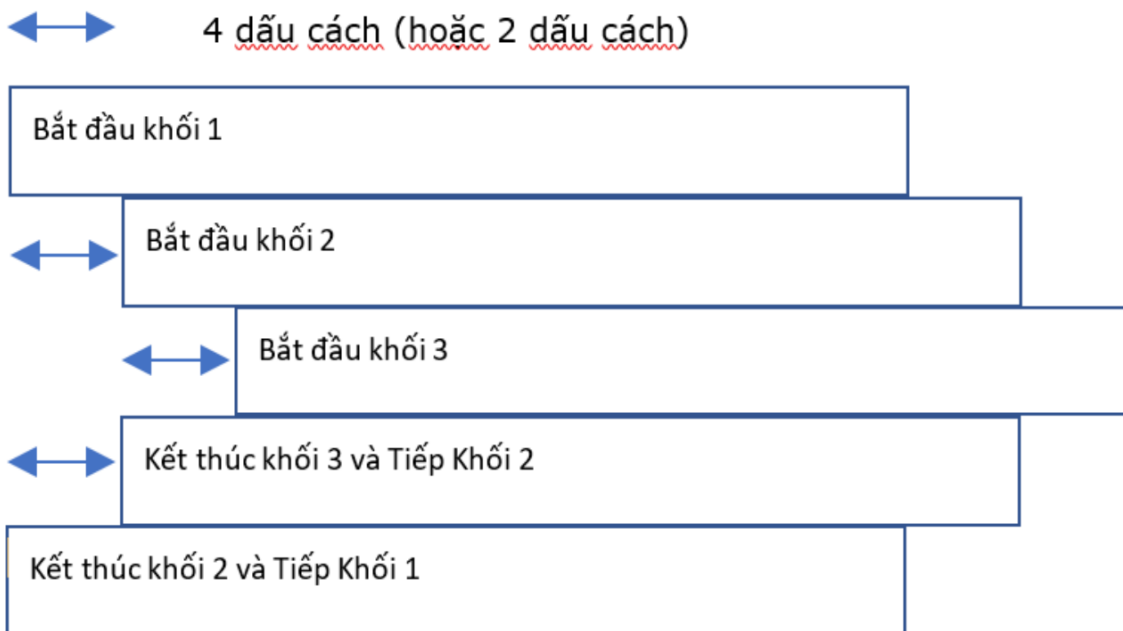 4 dấu cách (hoặc 2 dấu cách)
Bắt đầu khối 1
Bắt đầu khối 2
Bắt đầu khối 3
Kết thúc khối 3 và Tiếp Khối 2
Kết thúc khối 2 và Tiếp Khối 1